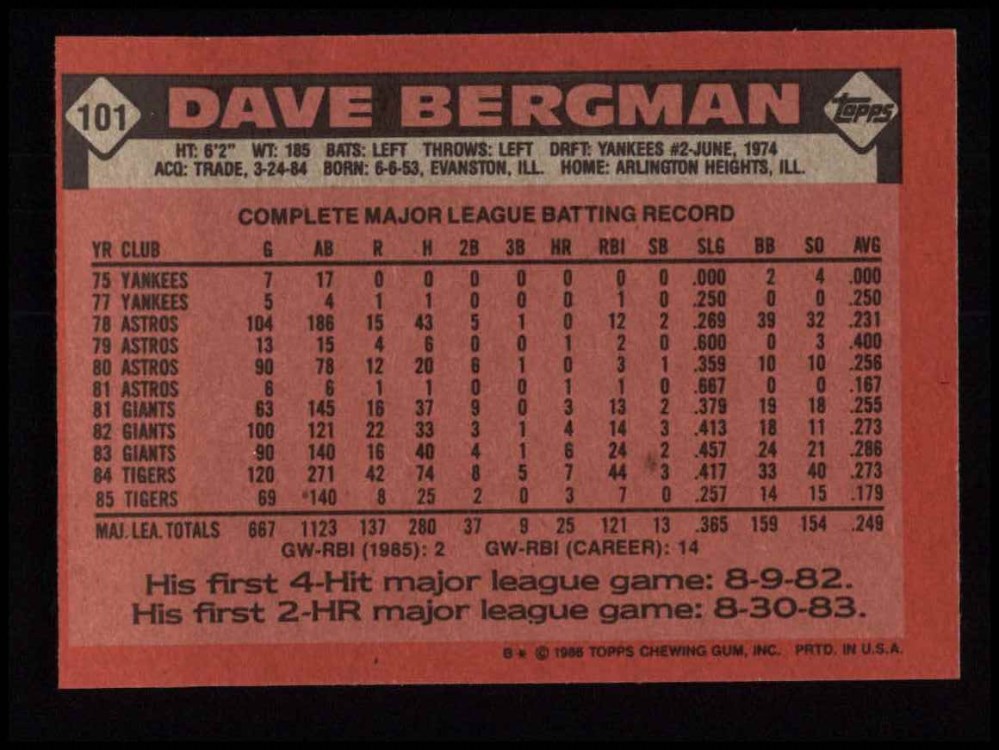 101 DAVE BERGMAN topps
HT: 6'2" WT: 185 BATS: LEFT THROWS: LEFT DRFT: YANKEES #2-JUNE, 1974
ACQ: TRADE, 3-24-84 BORN: 6-6-53, EVANSTON, ILL. HOME: ARLINGTON HEIGHTS, ILL.
COMPLETE MAJOR LEAGUE BATTING RECORD
YR CLUB G AB R H 2B 3B HR RBI SB SLG BB SO AVG
75 YANKEES 7 17 0 0 0 0 0 0 0 .000 2 4 .000
77 YANKEES 5 4 1 1 0 0 0 1 0 .250 0 0 .250
78 ASTROS 104 186 15 43 5 1 0 12 2 .269 39 32 .231
79 ASTROS 13 15 4 6 0 0 1 2 0 .600 0 3 .400
80 ASTROS 90 78 12 20 6 1 0 3 1 .359 10 10 .256
81 ASTROS 6 6 1 1 0 0 1 1 0 .667 0 0 .167
81 GIANTS 63 145 16 37 9 0 3 13 2 .379 19 18 .255
82 GIANTS 100 121 22 33 3 1 4 14 3 .413 18 11 .273
83 GIANTS 90 140 16 40 4 1 6 24 2 .457 24 21 .286
84 TIGERS 120 271 42 74 8 5 7 44 3 .417 33 40 .273
85 TIGERS 69 140 8 25 2 0 3 7 0 .257 14 15 .179
MAJ. LEA. TOTALS 667 1123 137 280 37 9 25 121 13 .365 159 154 .249
GW-RBI (1985): 2 GW-RBI (CAREER): 14
His first 4-Hit major league game: 8-9-82.
His first 2-HR major league game: 8-30-83.
B* © 1986 TOPPS CHEWING GUM, INC. PRTD. IN U.S.A.